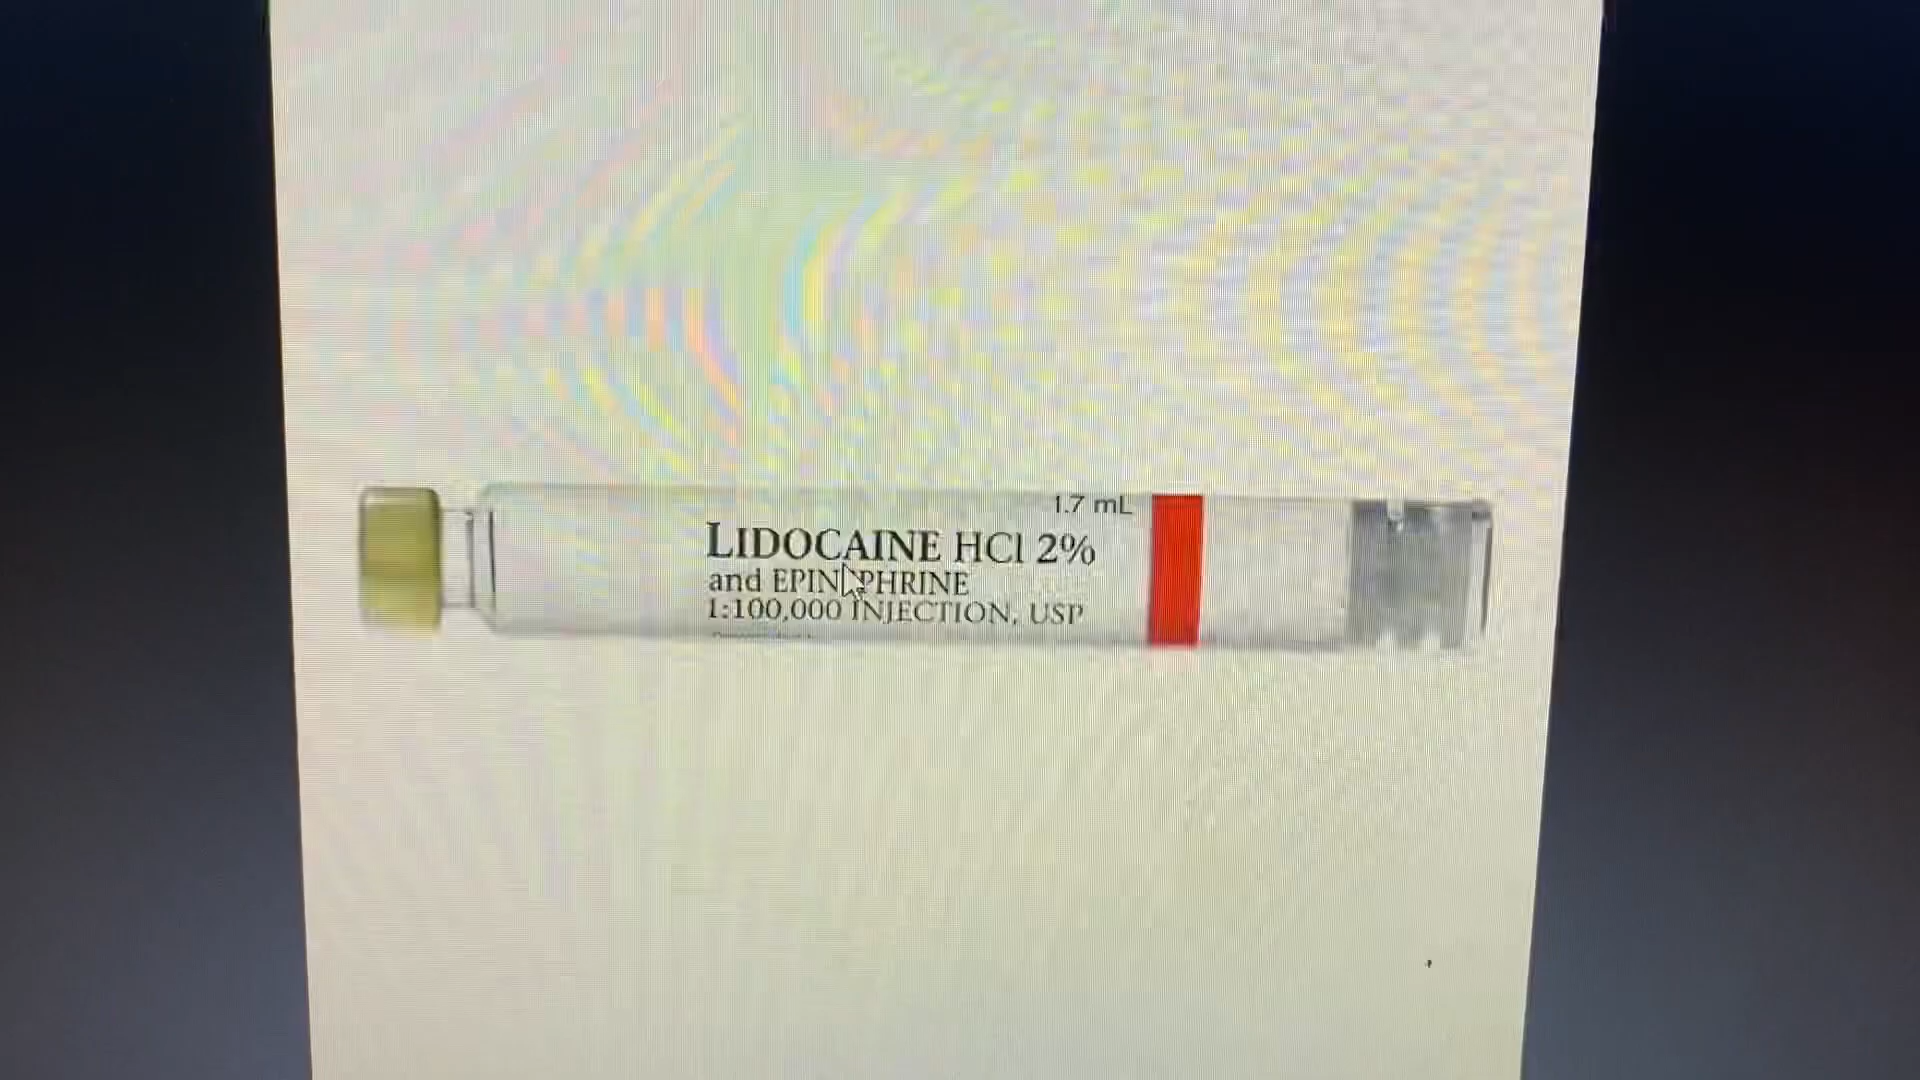 1.7 mL
LIDOCAINE HCl 2%
and EPINEPHRINE
1:100,000 INJECTION, USP